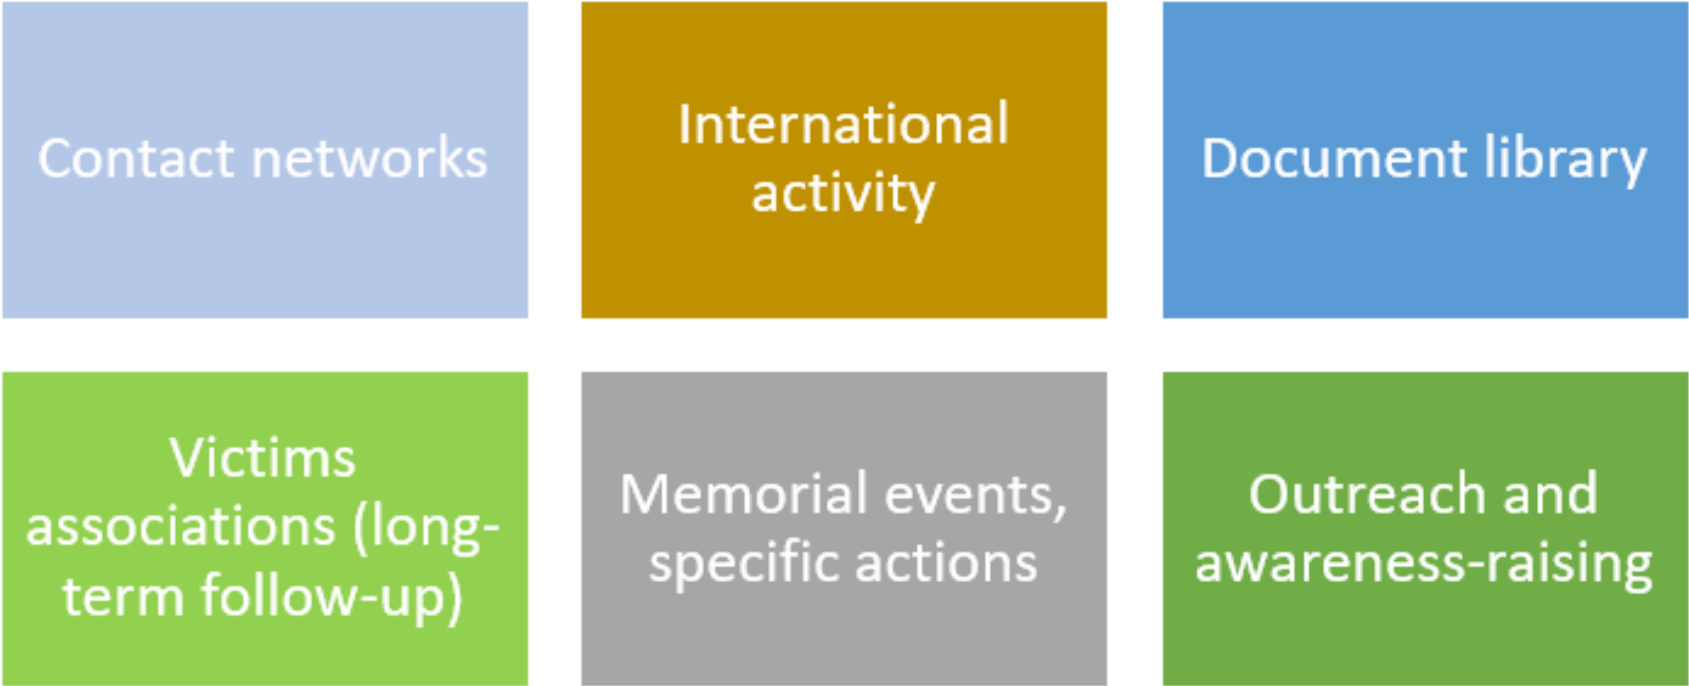 Contact networks
International
activity
Document library
Victims
associations (long-
term follow-up)
Memorial events,
specific actions
Outreach and
awareness-raising